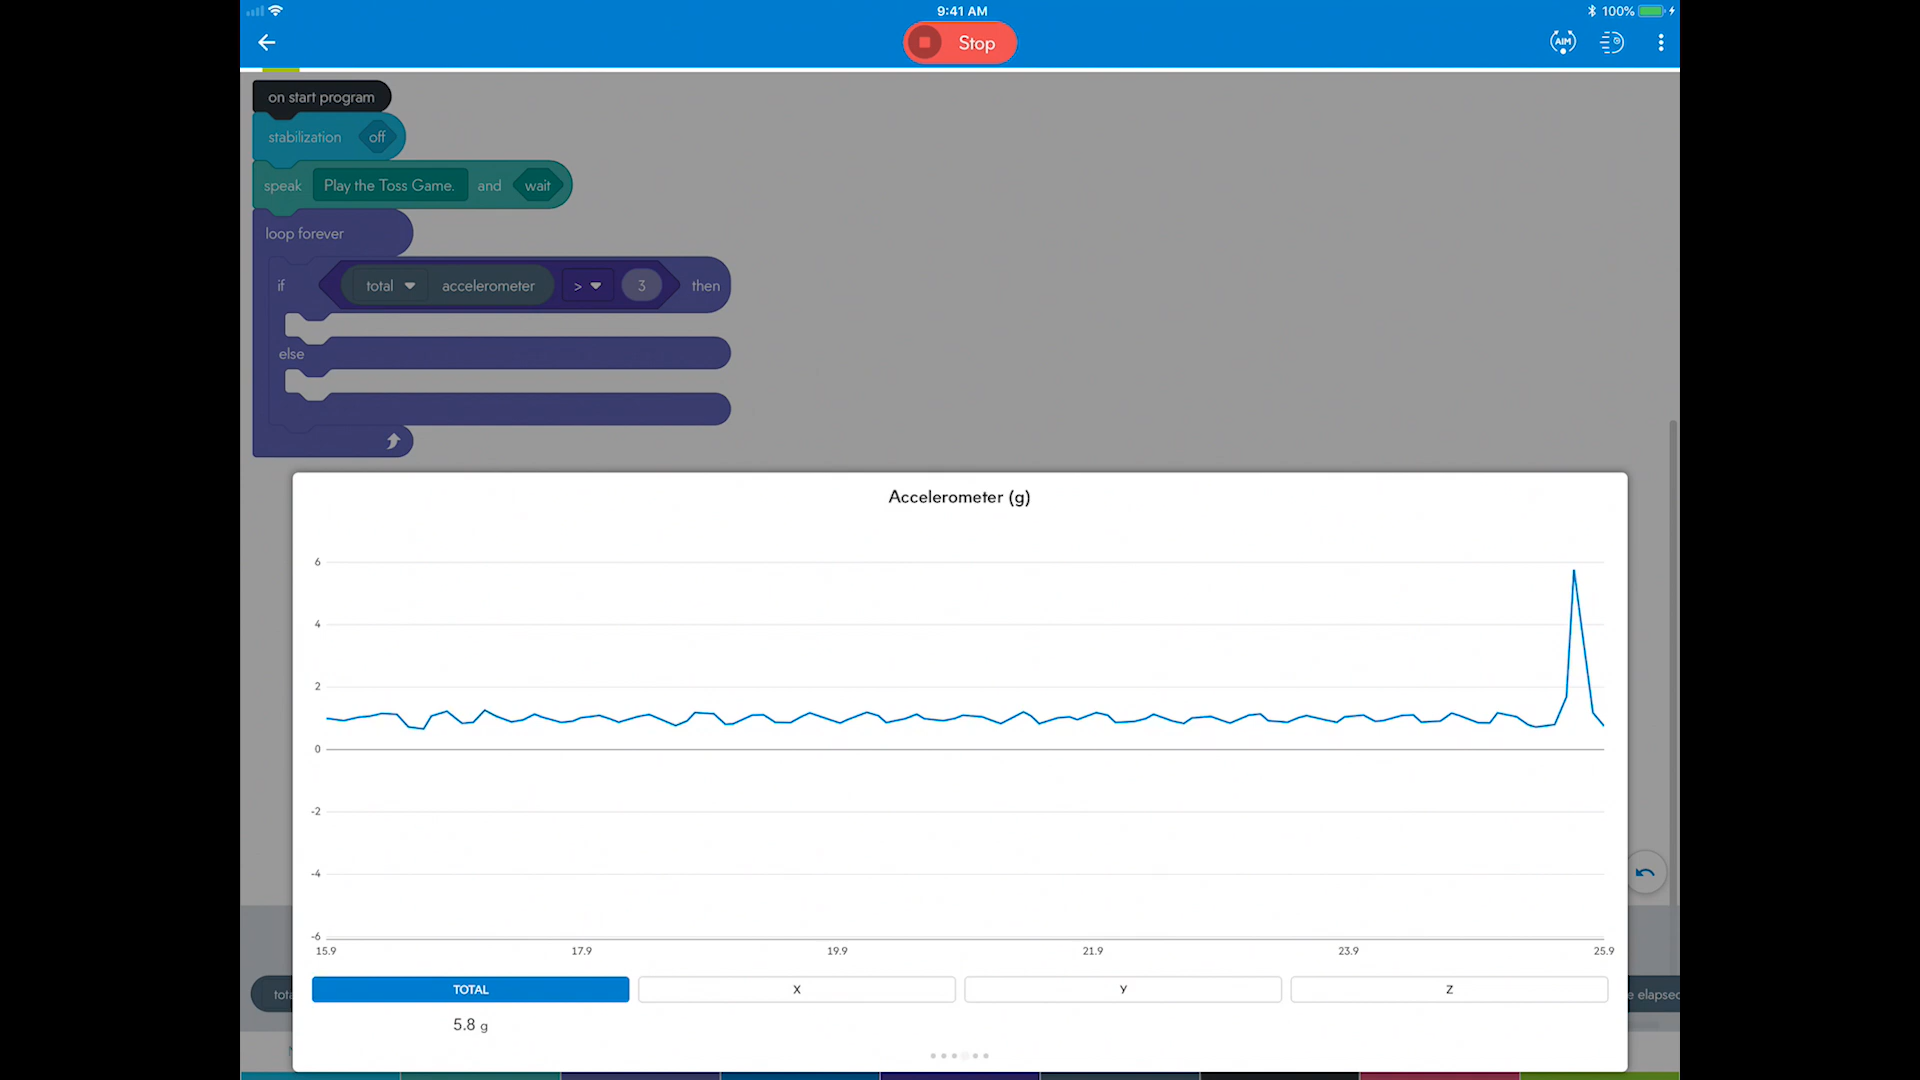 9:41 AM
100%
Stop
AIM
on start program
stabilization off
speak Play the Toss Game. and wait
loop forever
if total accelerometer > 3 then
else
Accelerometer (g)
6
4
2
0
-2
-4
-6
15.9 17.9 19.9 21.9 23.9 25.9
TOTAL X Y Z
5.8 g
elapsed